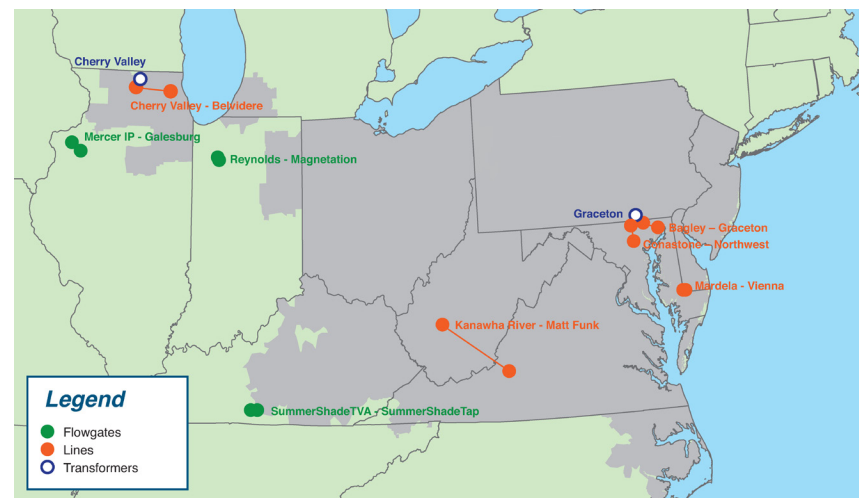 Cherry Valley
Cherry Valley - Belvidere
Mercer IP - Galesburg
Reynolds - Magnetation
Graceton
Bagley – Graceton
Conastone – Northwest
Mardela - Vienna
Kanawha River - Matt Funk
SummerShadeTVA - SummerShadeTap
Legend
Flowgates
Lines
Transformers